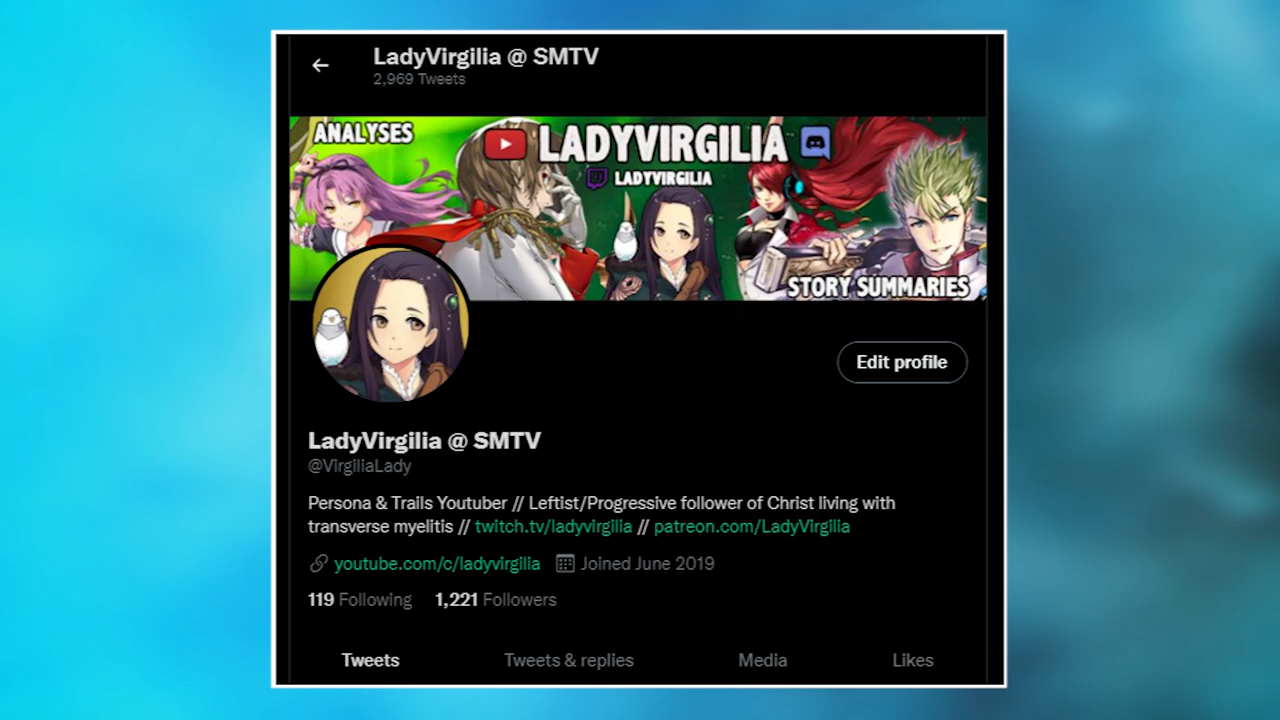 LadyVirgilia @ SMTV
2,969 Tweets
ANALYSES
LADYVIRGILIA
LADYVIRGILIA
STORY SUMMARIES
Edit profile
LadyVirgilia @ SMTV
@VirgiliaLady
Persona & Trails Youtuber // Leftist/Progressive follower of Christ living with
transverse myelitis // twitch.tv/ladyvirgilia // patreon.com/LadyVirgilia
youtube.com/c/ladyvirgilia Joined June 2019
119 Following 1,221 Followers
Tweets Tweets & replies Media Likes